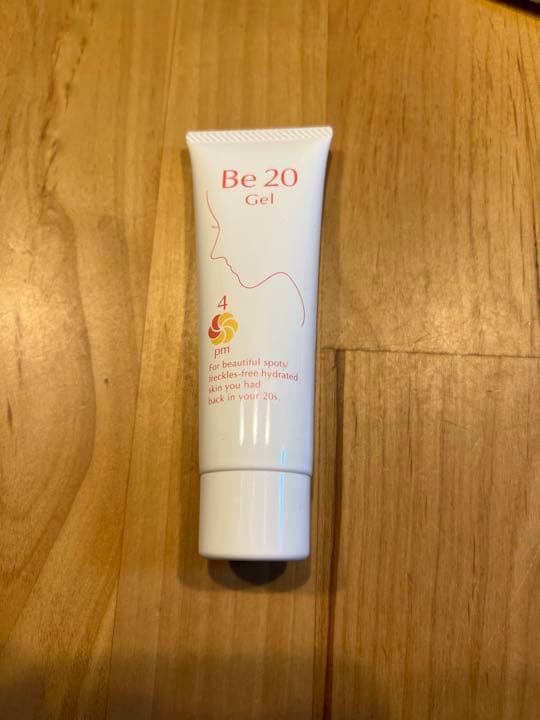 Be 20
Gel
4
pm
For beautiful spots/
freckles-free hydrated
skin you had
back in your 20s.